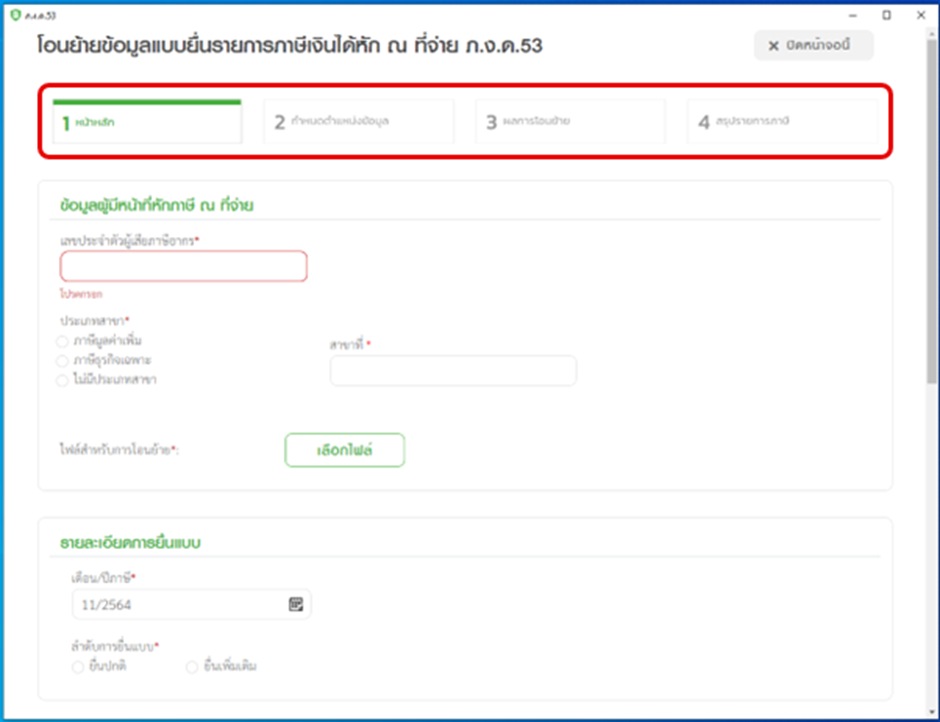 ภ.ง.ด.53
โอนย้ายข้อมูลแบบยื่นรายการภาษีเงินได้หัก ณ ที่จ่าย ภ.ง.ด.53
✕ ปิดหน้าจอนี้
1 หน้าหลัก
2 กำหนดตำแหน่งข้อมูล
3 ผลการโอนย้าย
4 สรุปรายการภาษี
ข้อมูลผู้มีหน้าที่หักภาษี ณ ที่จ่าย
เลขประจำตัวผู้เสียภาษีอากร*
โปรดกรอก
ประเภทสาขา*
ภาษีมูลค่าเพิ่ม
สาขาที่ *
ภาษีธุรกิจเฉพาะ
ไม่มีประเภทสาขา
ไฟล์สำหรับการโอนย้าย*:
เลือกไฟล์
รายละเอียดการยื่นแบบ
เดือน/ปีภาษี*
11/2564
ลำดับการยื่นแบบ*
ยื่นปกติ
ยื่นเพิ่มเติม